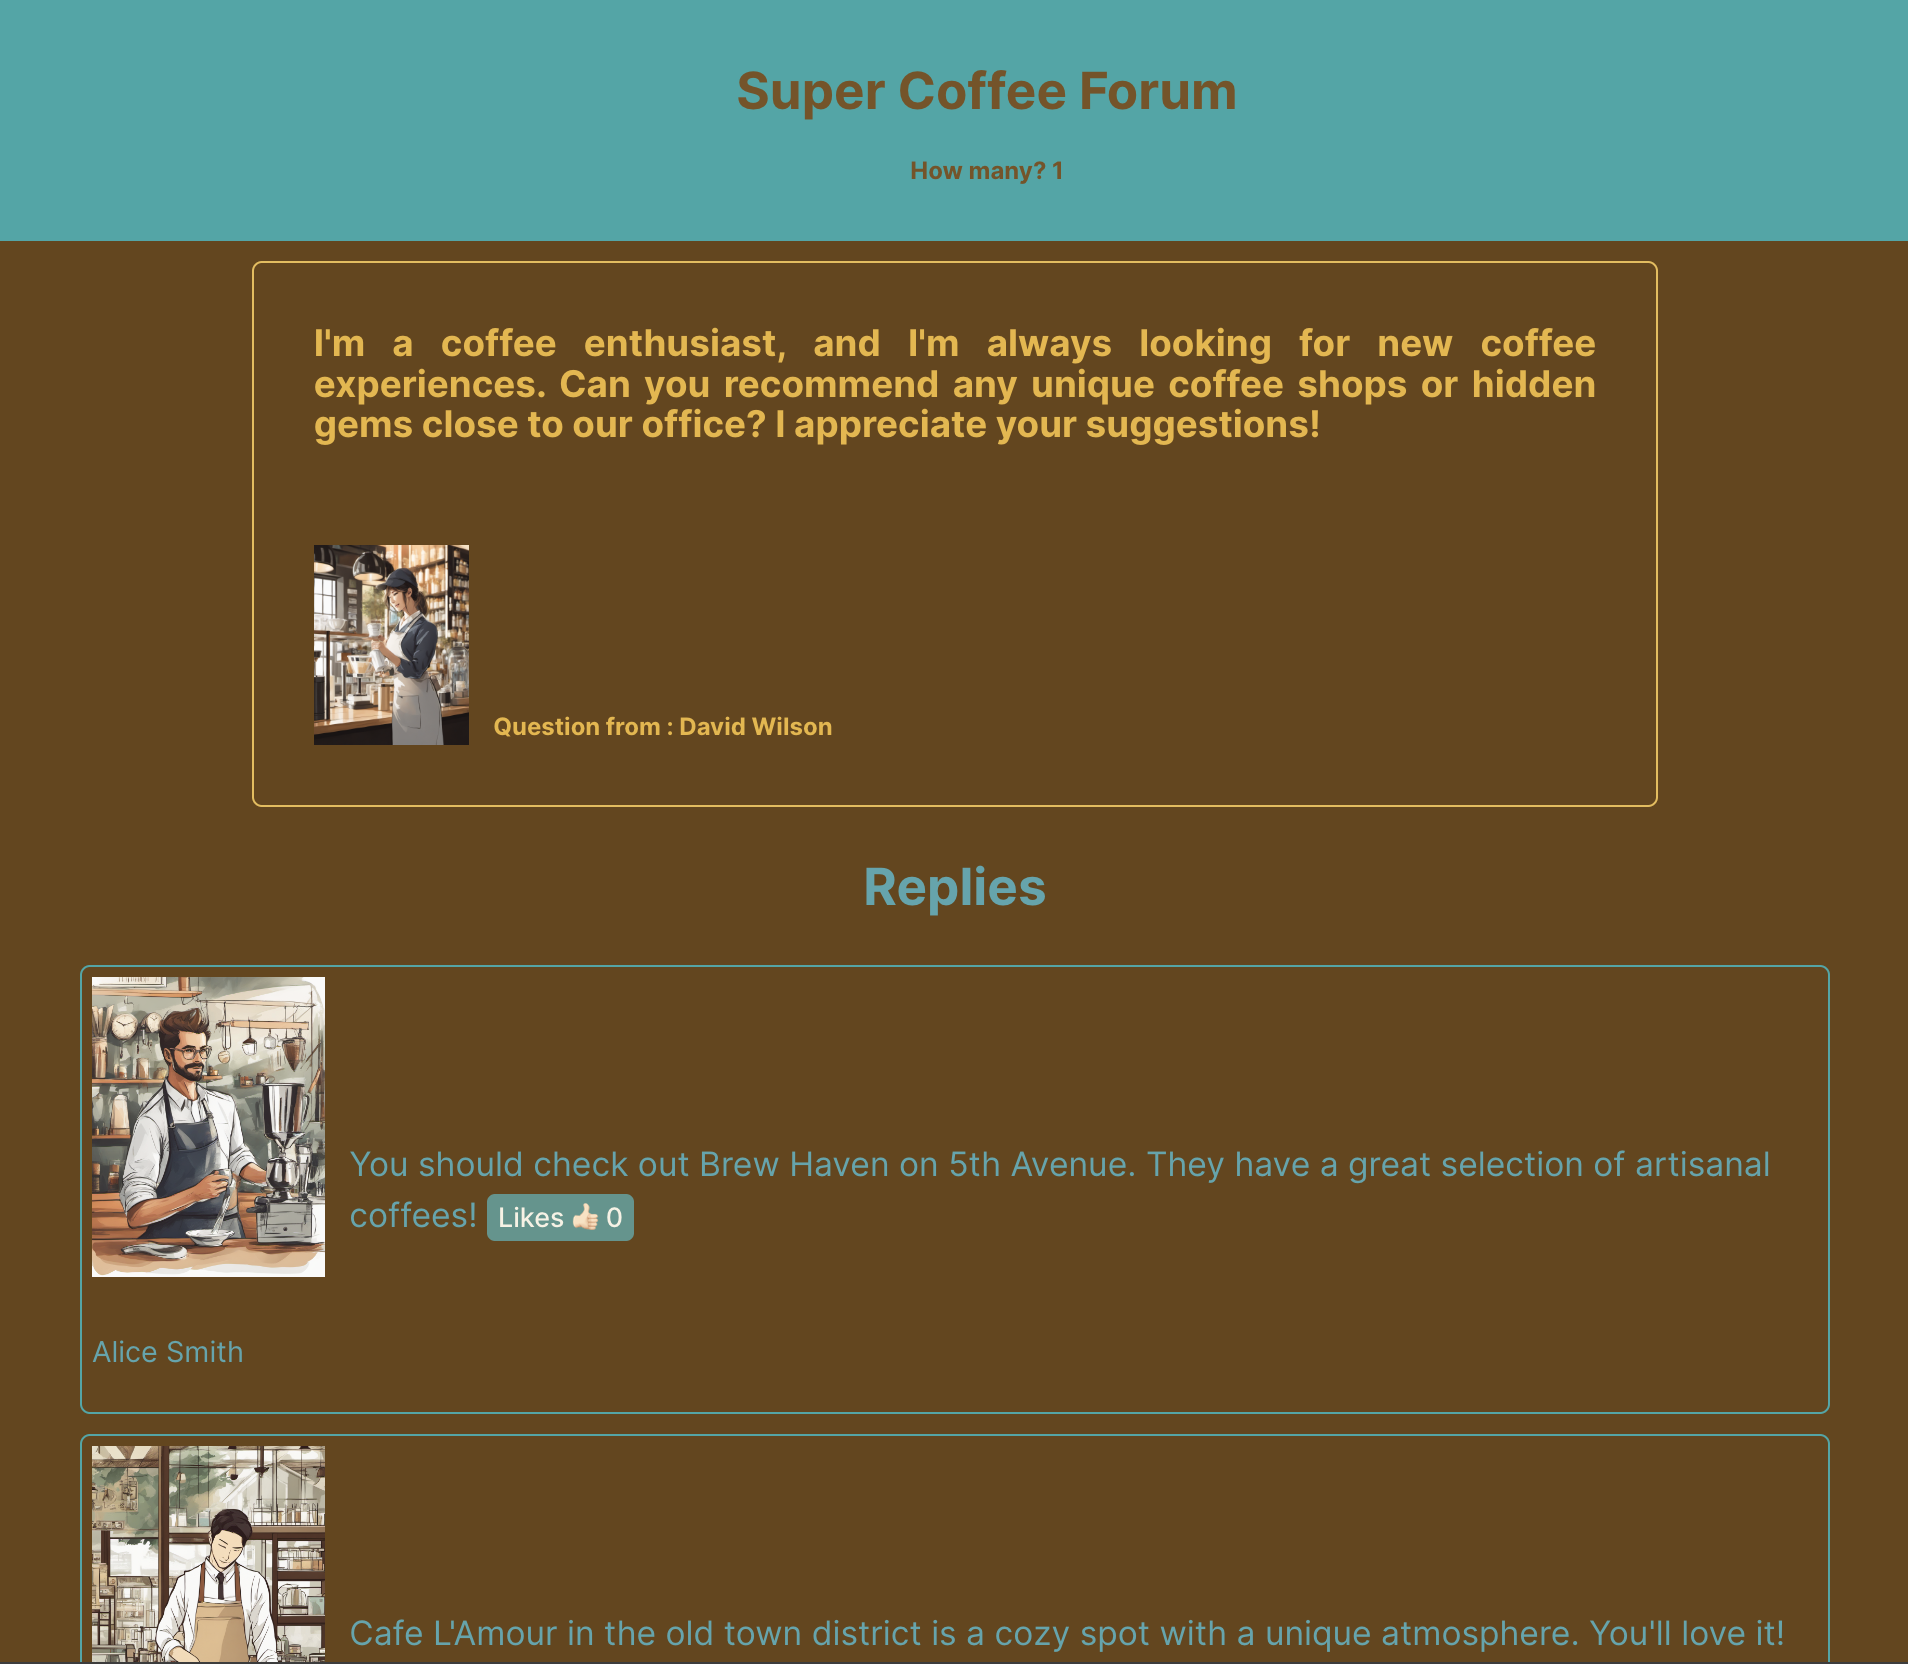 Super Coffee Forum
How many? 1
I'm a coffee enthusiast, and I'm always looking for new coffee
experiences. Can you recommend any unique coffee shops or hidden
gems close to our office? I appreciate your suggestions!
Question from : David Wilson
Replies
You should check out Brew Haven on 5th Avenue. They have a great selection of artisanal
coffees! Likes 👍🏻 0
Alice Smith
Cafe L'Amour in the old town district is a cozy spot with a unique atmosphere. You'll love it!